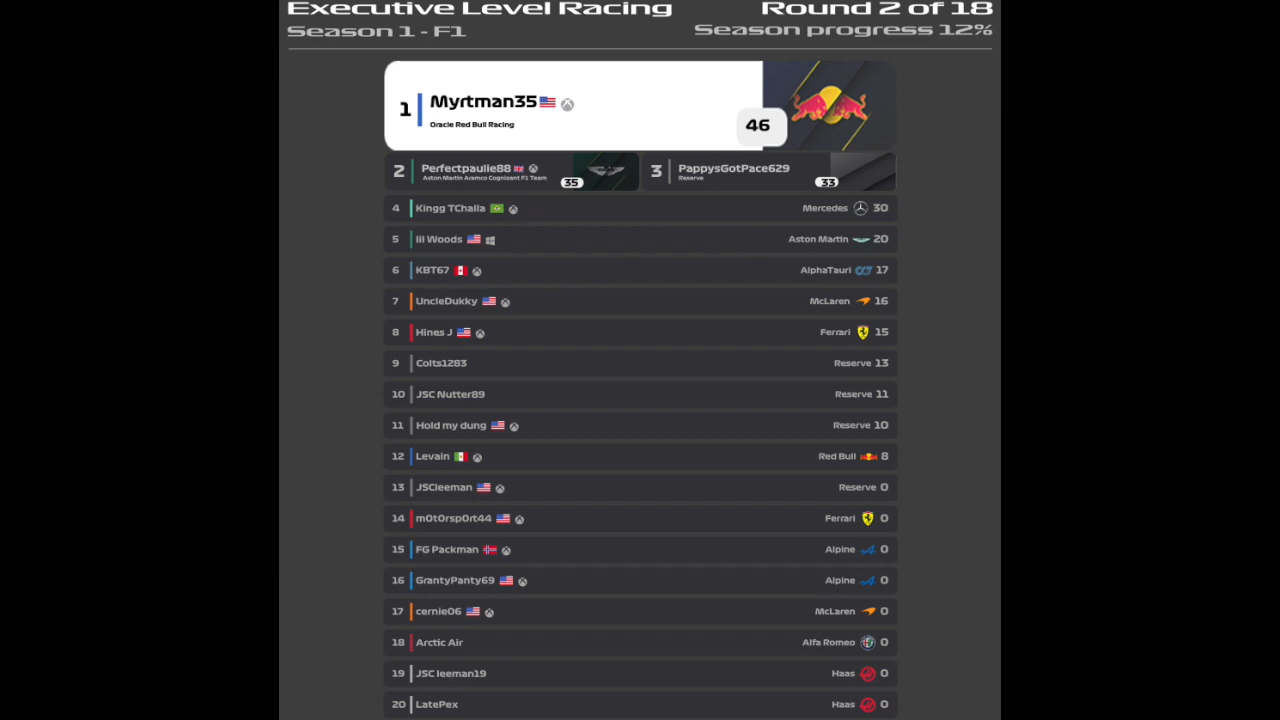 Executive Level Racing Round 2 of 18
Season 1 - F1 Season progress 12%
1 Myrtman35
Oracle Red Bull Racing
46
2 Perfectpaulie88
Aston Martin Aramco Cognizant F1 Team
35
3 PappysGotPace629
Reserve
33
4 Kingg TChalla Mercedes 30
5 lil Woods Aston Martin 20
6 KBT67 AlphaTauri 17
7 UncleDukky McLaren 16
8 Hines J Ferrari 15
9 Colts1283 Reserve 13
10 JSC Nutter89 Reserve 11
11 Hold my dung Reserve 10
12 Levain Red Bull 8
13 JSCleeman Reserve 0
14 m0t0rsp0rt44 Ferrari 0
15 FG Packman Alpine 0
16 GrantyPanty69 Alpine 0
17 cernie06 McLaren 0
18 Arctic Air Alfa Romeo 0
19 JSC leeman19 Haas 0
20 LatePex Haas 0